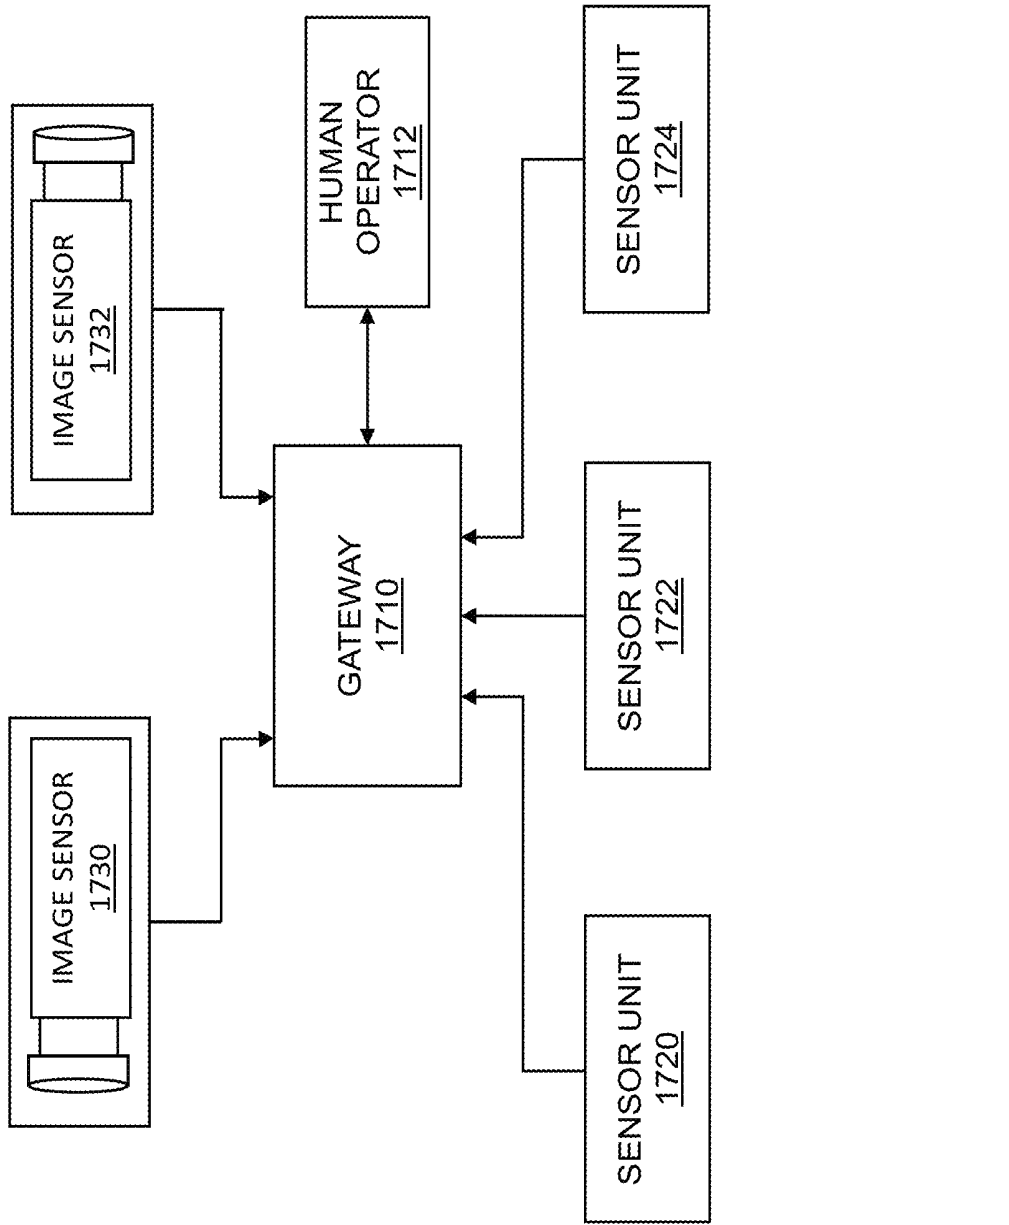 IMAGE SENSOR
1730
IMAGE SENSOR
1732
GATEWAY
1710
HUMAN
OPERATOR
1712
SENSOR UNIT
1720
SENSOR UNIT
1722
SENSOR UNIT
1724